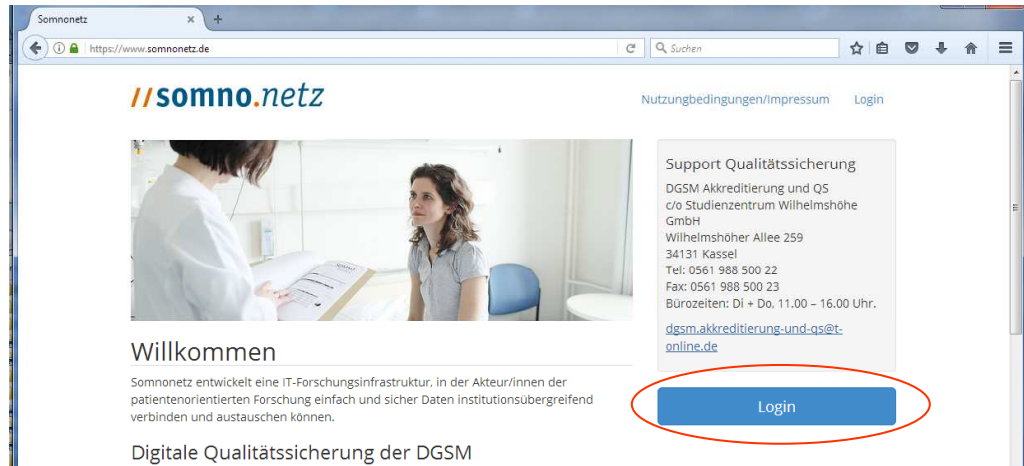 Somnonetz
https://www.somnonetz.de
Suchen
//somno.netz
Nutzungbedingungen/Impressum Login
somno
Support Qualitätssicherung
DGSM Akkreditierung und QS
c/o Studienzentrum Wilhelmshöhe
GmbH
Wilhelmshöher Allee 259
34131 Kassel
Tel: 0561 988 500 22
Fax: 0561 988 500 23
Bürozeiten: Di + Do, 11.00 – 16.00 Uhr.
dgsm.akkreditierung-und-qs@t-
online.de
Login
Willkommen
Somnonetz entwickelt eine IT-Forschungsinfrastruktur, in der Akteur/innen der
patientenorientierten Forschung einfach und sicher Daten institutionsübergreifend
verbinden und austauschen können.
Digitale Qualitätssicherung der DGSM